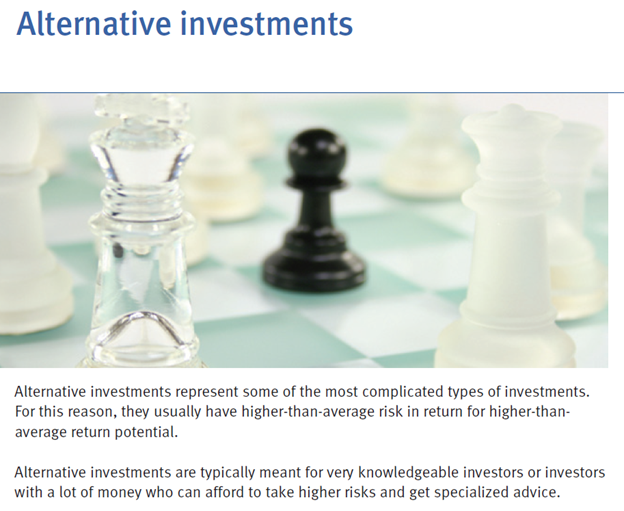 Alternative investments
Alternative investments represent some of the most complicated types of investments.
For this reason, they usually have higher-than-average risk in return for higher-than-
average return potential.
Alternative investments are typically meant for very knowledgeable investors or investors
with a lot of money who can afford to take higher risks and get specialized advice.